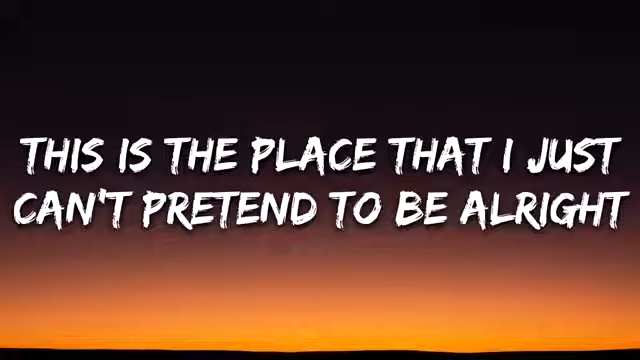 THIS IS THE PLACE THAT I JUST
CAN'T PRETEND TO BE ALRIGHT